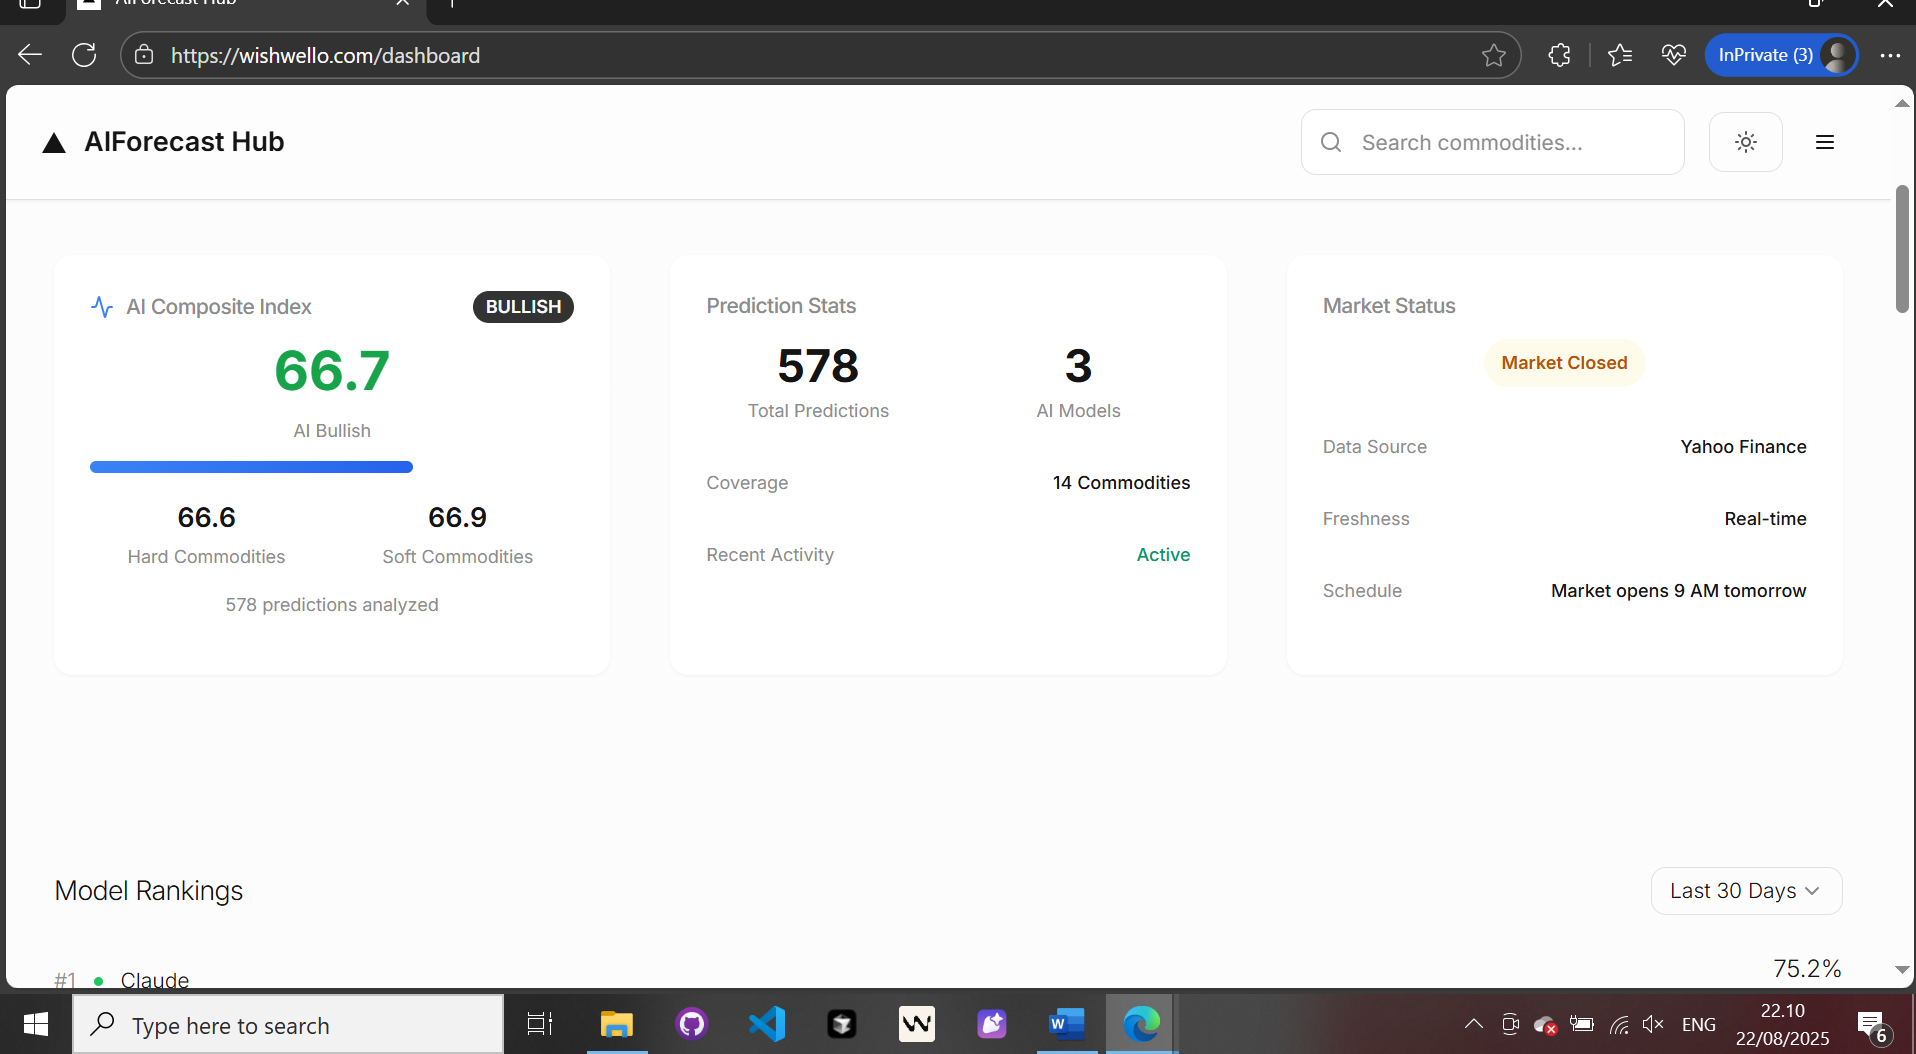 AIForecast Hub
https://wishwello.com/dashboard
InPrivate (3)
AIForecast Hub
Search commodities...
AI Composite Index
BULLISH
66.7
AI Bullish
66.6
66.9
Hard Commodities
Soft Commodities
578 predictions analyzed
Prediction Stats
578
3
Total Predictions
AI Models
Coverage
14 Commodities
Recent Activity
Active
Market Status
Market Closed
Data Source
Yahoo Finance
Freshness
Real-time
Schedule
Market opens 9 AM tomorrow
Model Rankings
Last 30 Days
#1
Claude
75.2%
Type here to search
W
W
ENG
22.10
22/08/2025
6